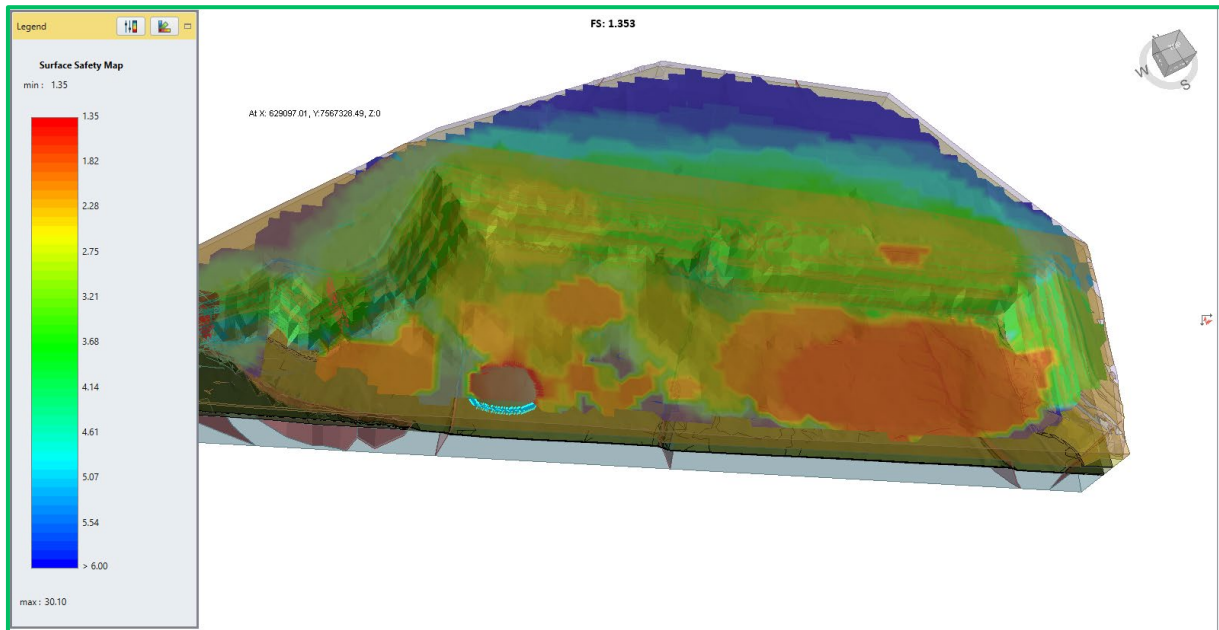 Legend
Surface Safety Map
min : 1.35
1.35
1.82
2.28
2.75
3.21
3.68
4.14
4.61
5.07
5.54
> 6.00
max : 30.10
FS: 1.353
At X: 629097.01, Y:7567328.49, Z:0
W
S